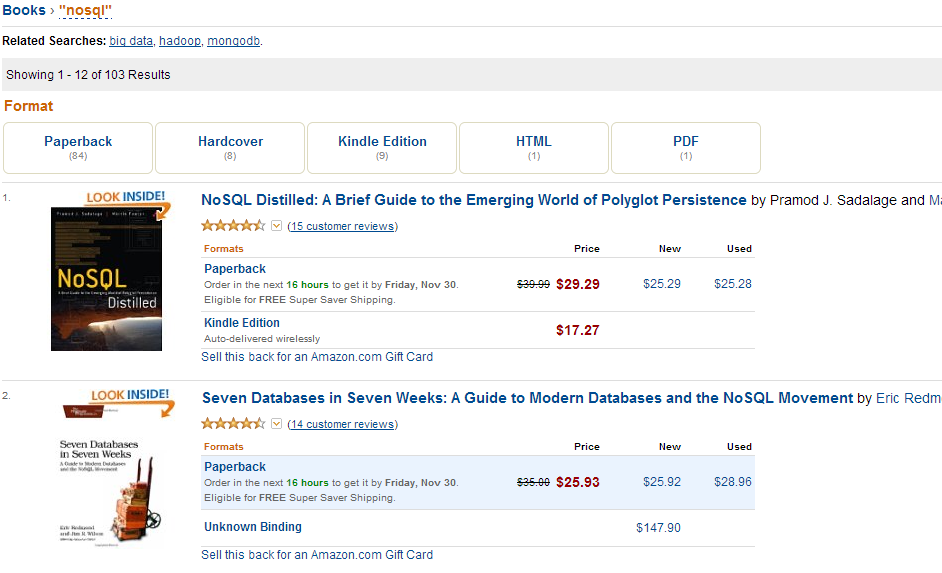 Books › "nosql"
Related Searches: big data, hadoop, mongodb.
Showing 1 - 12 of 103 Results
Format
Paperback Hardcover Kindle Edition HTML PDF
(84) (8) (9) (1) (1)
1.
LOOK INSIDE!
Pramod J. Sadalage
NoSQL
Distilled
NoSQL Distilled: A Brief Guide to the Emerging World of Polyglot Persistence by Pramod J. Sadalage and Ma
(15 customer reviews)
Formats Price New Used
Paperback
Order in the next 16 hours to get it by Friday, Nov 30. $39.99 $29.29 $25.29 $25.28
Eligible for FREE Super Saver Shipping.
Kindle Edition
Auto-delivered wirelessly $17.27
Sell this back for an Amazon.com Gift Card
2.
LOOK INSIDE!
Seven Databases
in Seven Weeks
A Guide to Modern Databases
and the NoSQL Movement
Eric Redmond
and Jim R. Wilson
Seven Databases in Seven Weeks: A Guide to Modern Databases and the NoSQL Movement by Eric Redm
(14 customer reviews)
Formats Price New Used
Paperback
Order in the next 16 hours to get it by Friday, Nov 30. $35.00 $25.93 $25.92 $28.96
Eligible for FREE Super Saver Shipping.
Unknown Binding $147.90
Sell this back for an Amazon.com Gift Card